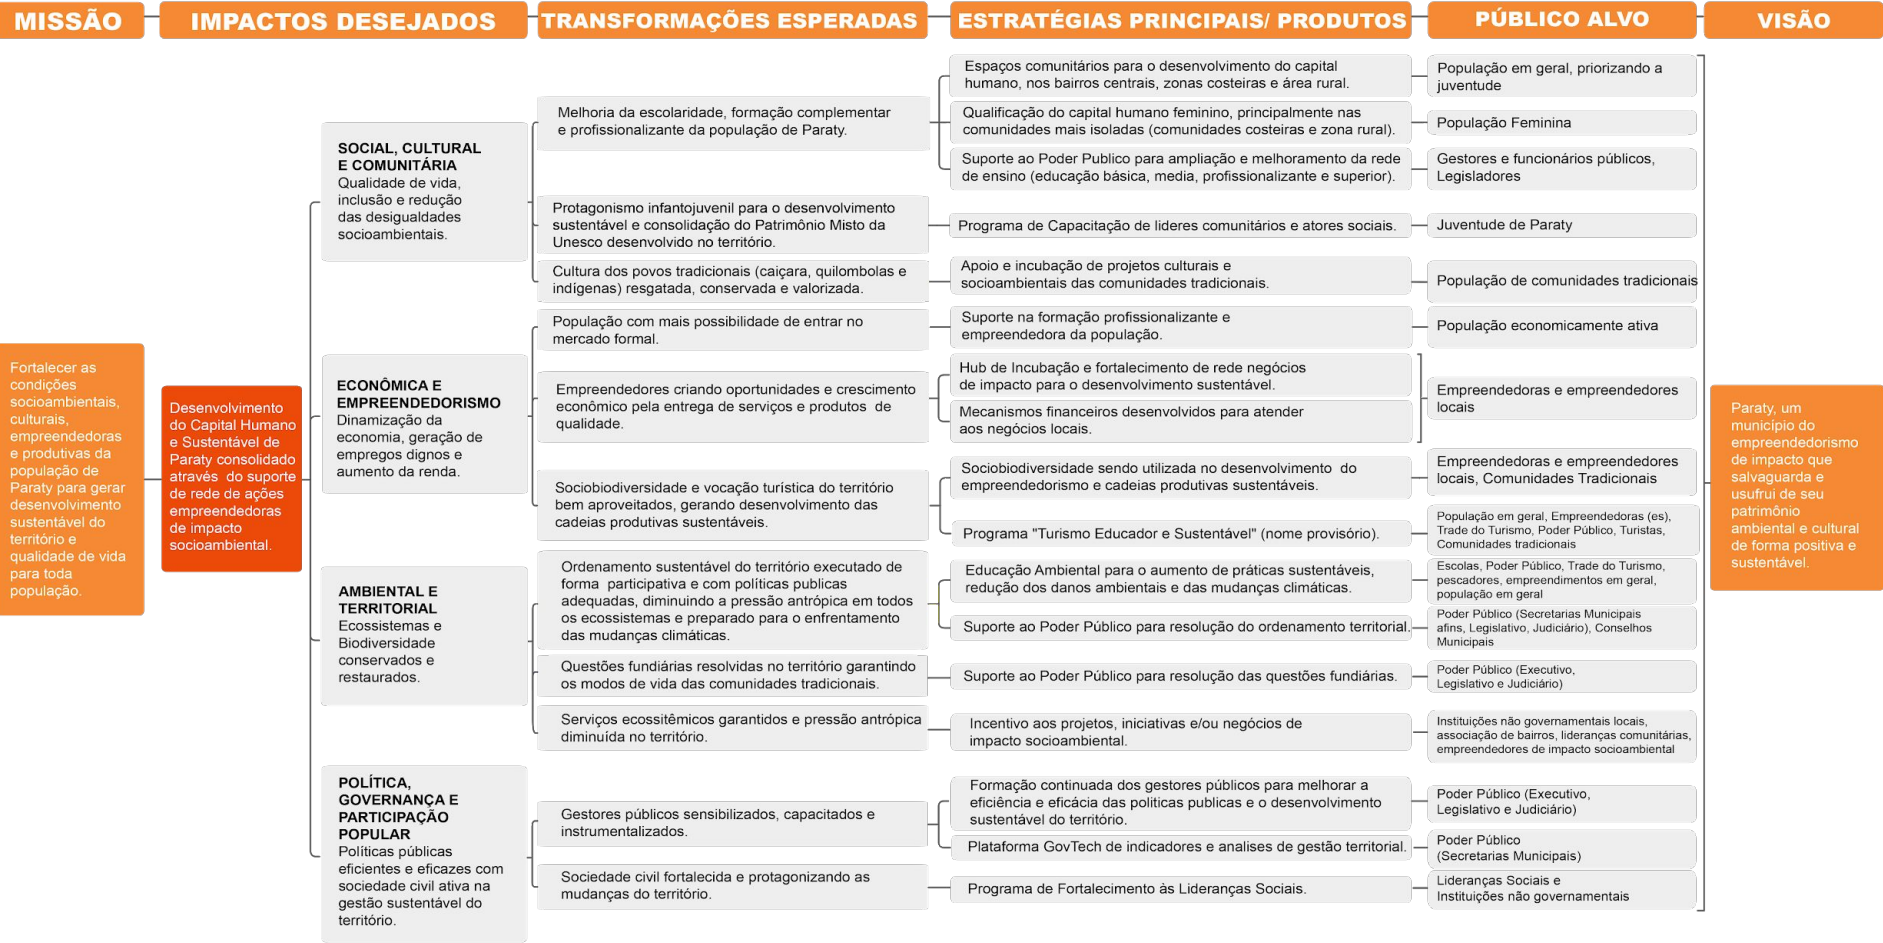 MISSÃO
IMPACTOS DESEJADOS
TRANSFORMAÇÕES ESPERADAS
ESTRATÉGIAS PRINCIPAIS/ PRODUTOS
PÚBLICO ALVO
VISÃO
Fortalecer as
condições
socioambientais,
culturais,
empreendedoras
e produtivas da
população de
Paraty para gerar
desenvolvimento
sustentável do
território e
qualidade de vida
para toda
população.
Desenvolvimento
do Capital Humano
e Sustentável de
Paraty consolidado
através  do suporte
de rede de ações
empreendedoras
de impacto
socioambiental.
SOCIAL, CULTURAL
E COMUNITÁRIA
Qualidade de vida,
inclusão e redução
das desigualdades
socioambientais.
Melhoria da escolaridade, formação complementar
e profissionalizante da população de Paraty.
Espaços comunitários para o desenvolvimento do capital
humano, nos bairros centrais, zonas costeiras e área rural.
População em geral, priorizando a
juventude
Qualificação do capital humano feminino, principalmente nas
comunidades mais isoladas (comunidades costeiras e zona rural).
População Feminina
Suporte ao Poder Publico para ampliação e melhoramento da rede
de ensino (educação básica, media, profissionalizante e superior).
Gestores e funcionários públicos,
Legisladores
Protagonismo infantojuvenil para o desenvolvimento
sustentável e consolidação do Patrimônio Misto da
Unesco desenvolvido no território.
Programa de Capacitação de lideres comunitários e atores sociais.
Juventude de Paraty
Cultura dos povos tradicionais (caiçara, quilombolas e
indígenas) resgatada, conservada e valorizada.
Apoio e incubação de projetos culturais e
socioambientais das comunidades tradicionais.
População de comunidades tradicionais
ECONÔMICA E
EMPREENDEDORISMO
Dinamização da
economia, geração de
empregos dignos e
aumento da renda.
População com mais possibilidade de entrar no
mercado formal.
Suporte na formação profissionalizante e
empreendedora da população.
População economicamente ativa
Empreendedores criando oportunidades e crescimento
econômico pela entrega de serviços e produtos  de
qualidade.
Hub de Incubação e fortalecimento de rede negócios
de impacto para o desenvolvimento sustentável.
Mecanismos financeiros desenvolvidos para atender
aos negócios locais.
Empreendedoras e empreendedores
locais
Sociobiodiversidade e vocação turística do território
bem aproveitados, gerando desenvolvimento das
cadeias produtivas sustentáveis.
Sociobiodiversidade sendo utilizada no desenvolvimento  do
empreendedorismo e cadeias produtivas sustentáveis.
Empreendedoras e empreendedores
locais, Comunidades Tradicionais
Programa "Turismo Educador e Sustentável" (nome provisório).
População em geral, Empreendedoras (es),
Trade do Turismo, Poder Público, Turistas,
Comunidades tradicionais
AMBIENTAL E
TERRITORIAL
Ecossistemas e
Biodiversidade
conservados e
restaurados.
Ordenamento sustentável do território executado de
forma  participativa e com políticas publicas
adequadas, diminuindo a pressão antrópica em todos
os ecossistemas e preparado para o enfrentamento
das mudanças climáticas.
Educação Ambiental para o aumento de práticas sustentáveis,
redução dos danos ambientais e das mudanças climáticas.
Escolas, Poder Público, Trade do Turismo,
pescadores, empreendimentos em geral,
população em geral
Suporte ao Poder Público para resolução do ordenamento territorial.
Poder Público (Secretarias Municipais
afins, Legislativo, Judiciário), Conselhos
Municipais
Questões fundiárias resolvidas no território garantindo
os modos de vida das comunidades tradicionais.
Suporte ao Poder Público para resolução das questões fundiárias.
Poder Público (Executivo,
Legislativo e Judiciário)
Serviços ecossitêmicos garantidos e pressão antrópica
diminuída no território.
Incentivo aos projetos, iniciativas e/ou negócios de
impacto socioambiental.
Instituições não governamentais locais,
associação de bairros, lideranças comunitárias,
empreendedores de impacto socioambiental
POLÍTICA,
GOVERNANÇA E
PARTICIPAÇÃO
POPULAR
Políticas públicas
eficientes e eficazes com
sociedade civil ativa na
gestão sustentável do
território.
Gestores públicos sensibilizados, capacitados e
instrumentalizados.
Formação continuada dos gestores públicos para melhorar a
eficiência e eficácia das politicas publicas e o desenvolvimento
sustentável do território.
Poder Público (Executivo,
Legislativo e Judiciário)
Plataforma GovTech de indicadores e analises de gestão territorial.
Poder Público
(Secretarias Municipais)
Sociedade civil fortalecida e protagonizando as
mudanças do território.
Programa de Fortalecimento às Lideranças Sociais.
Lideranças Sociais e
Instituições não governamentais
Paraty, um
município do
empreendedorismo
de impacto que
salvaguarda e
usufrui de seu
patrimônio
ambiental e cultural
de forma positiva e
sustentável.